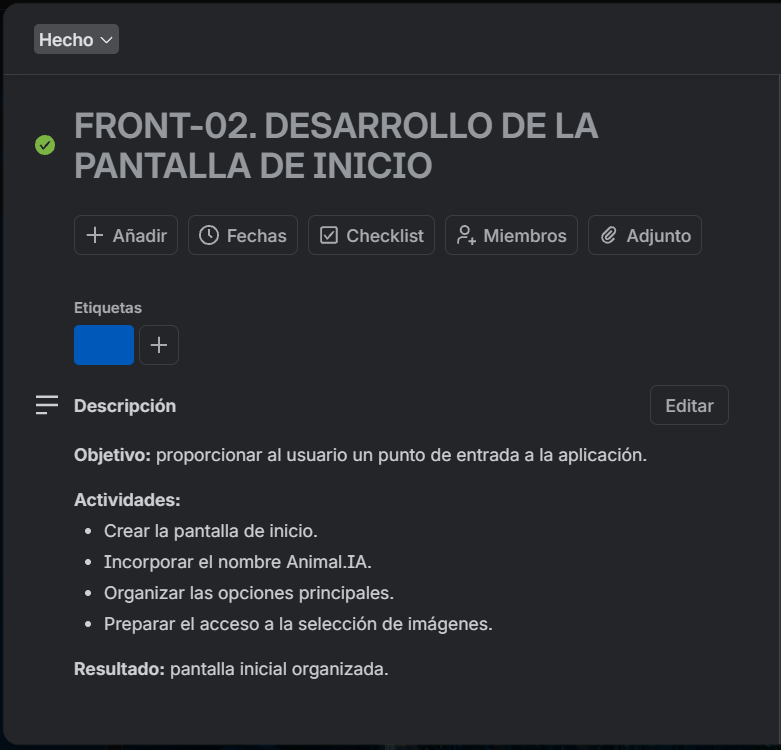 Hecho
FRONT-02. DESARROLLO DE LA
PANTALLA DE INICIO
Añadir
Fechas
Checklist
Miembros
Adjunto
Etiquetas
Descripción
Editar
Objetivo: proporcionar al usuario un punto de entrada a la aplicación.
Actividades:
• Crear la pantalla de inicio.
• Incorporar el nombre Animal.IA.
• Organizar las opciones principales.
• Preparar el acceso a la selección de imágenes.
Resultado: pantalla inicial organizada.